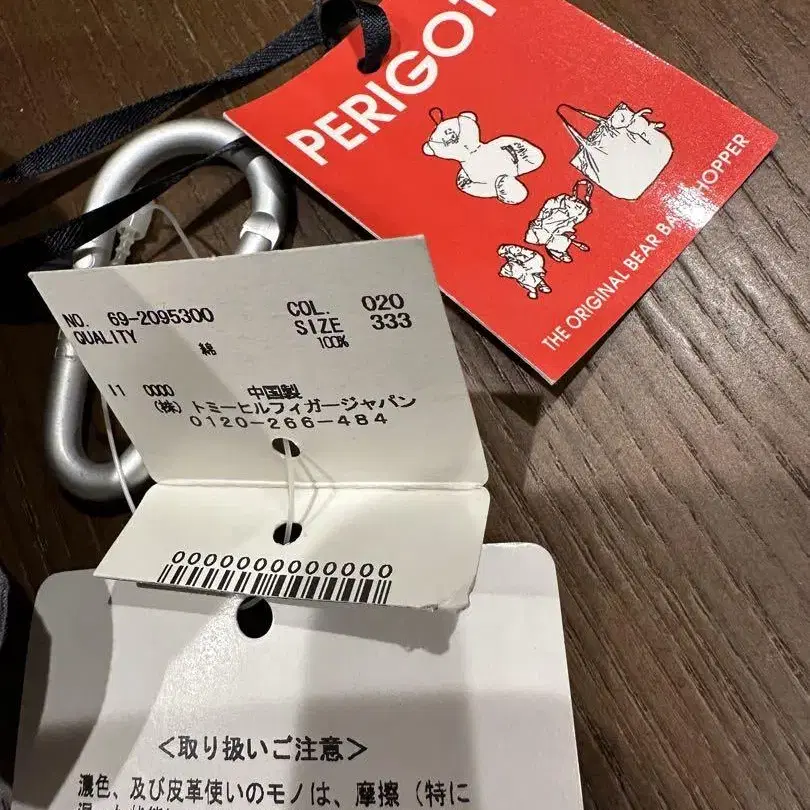 PERIGOT
THE ORIGINAL BEAR BAG SHOPPER
NO. 69-2095300 COL. 020
QUALITY SIZE 333
綿 100%
11 0000 中国製
(株) トミーヒルフィガージャパン
0120-266-484
0000000000000
<取り扱いご注意>
濃色、及び皮革使いのモノは、摩擦(特に